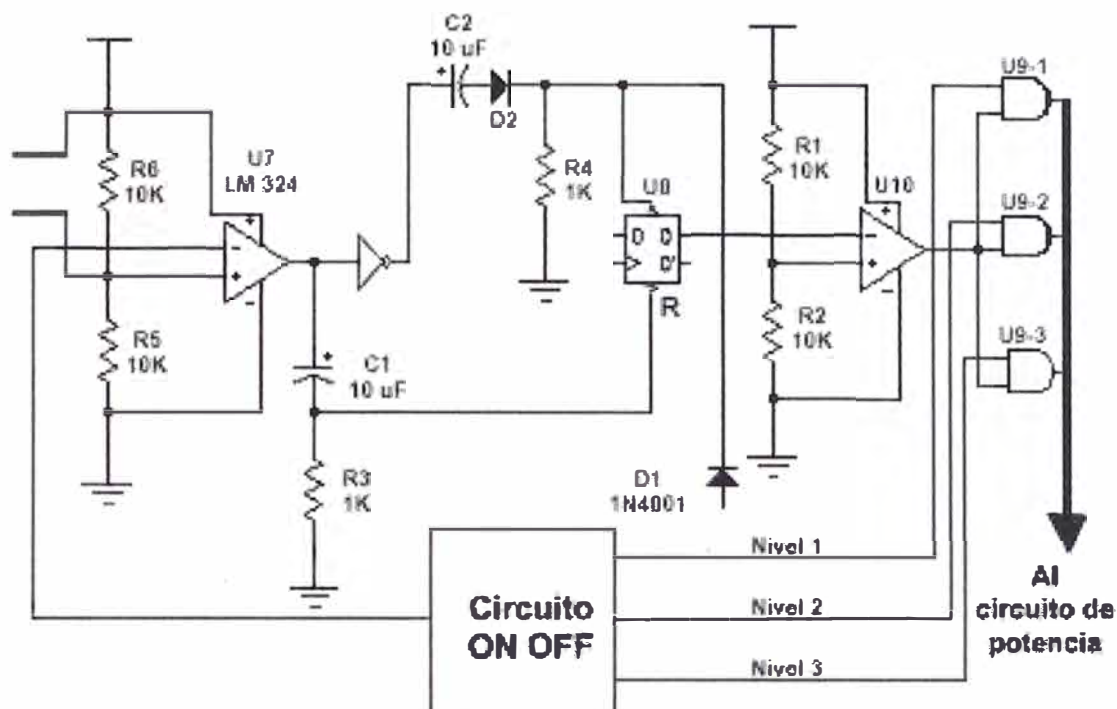 C2
10 uF
+
D2
U7
LM 324
R6
10K
R5
10K
+
-
+
-
+
C1
10 uF
R3
1K
R4
1K
U8
D
Q
Q'
R
D1
1N4001
R1
10K
R2
10K
U10
+
-
+
-
U9-1
U9-2
U9-3
Circuito
ON OFF
Nivel 1
Nivel 2
Nivel 3
Al
circuito de
potencia